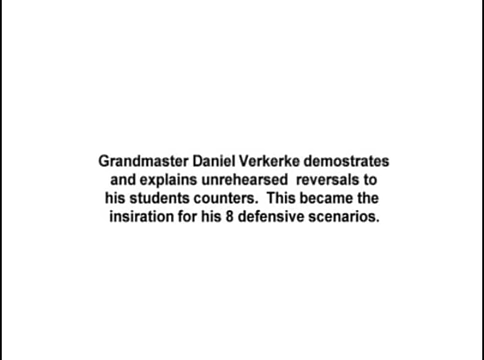 Grandmaster Daniel Verkerke demostrates
and explains unrehearsed reversals to
his students counters. This became the
insiration for his 8 defensive scenarios.